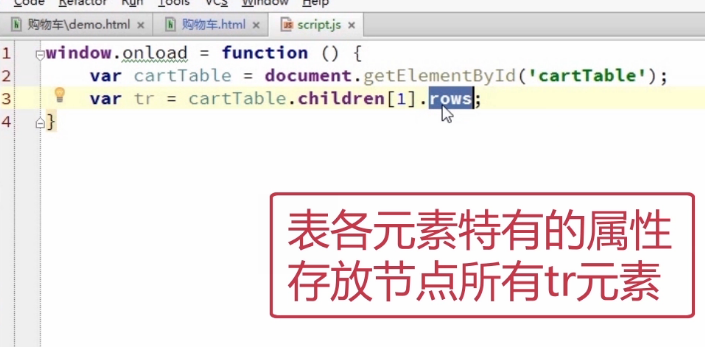 Code Refactor Run Tools VCS Window Help
购物车\demo.html × 购物车.html × script.js ×
1 window.onload = function () {
2 var cartTable = document.getElementById('cartTable');
3 var tr = cartTable.children[1].rows;
4 }
表各元素特有的属性
存放节点所有tr元素